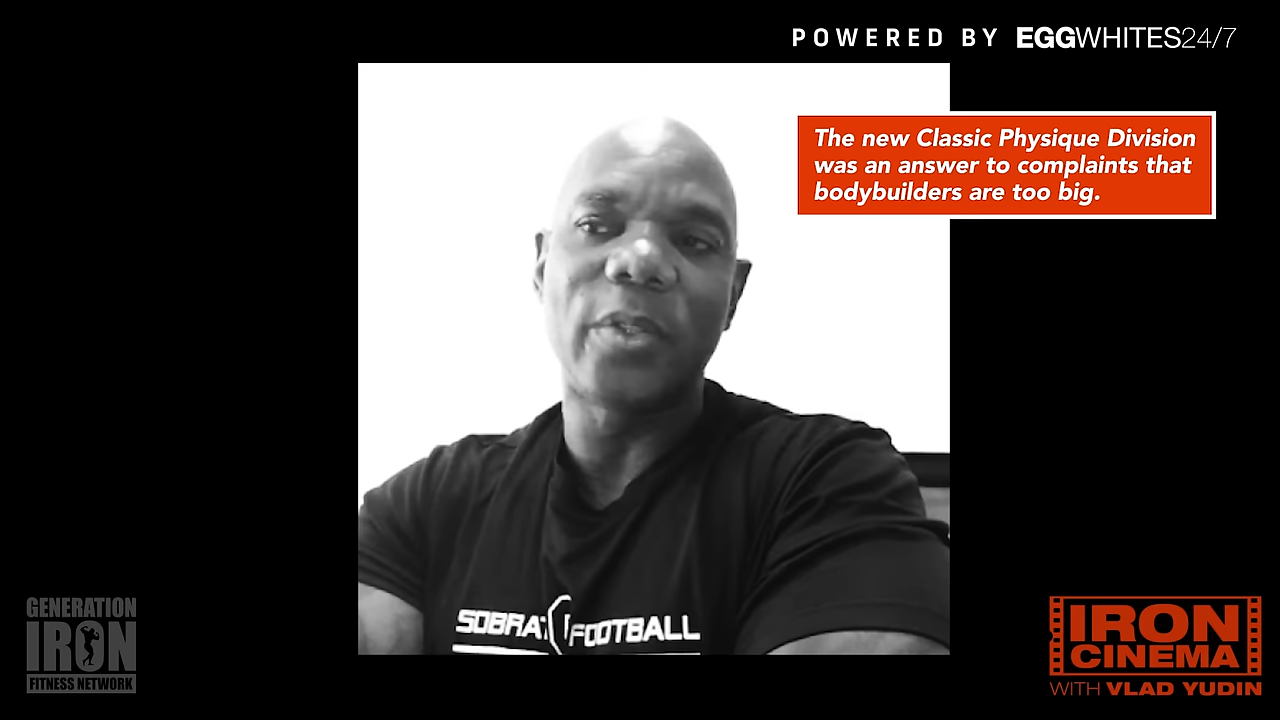 POWERED BY EGGWHITES24/7
The new Classic Physique Division
was an answer to complaints that
bodybuilders are too big.
SOBRAT FOOTBALL
GENERATION
IRON
FITNESS NETWORK
IRON
CINEMA
WITH VLAD YUDIN